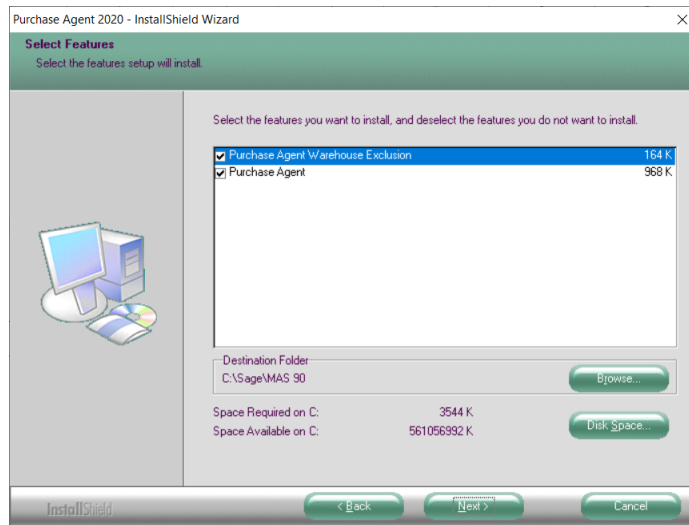 Purchase Agent 2020 - InstallShield Wizard
Select Features
Select the features setup will install.
Select the features you want to install, and deselect the features you do not want to install.
Purchase Agent Warehouse Exclusion 164 K
Purchase Agent 968 K
Destination Folder
C:\Sage\MAS 90
Browse...
Space Required on C: 3544 K
Space Available on C: 561056992 K
Disk Space...
InstallShield
< Back
Next >
Cancel